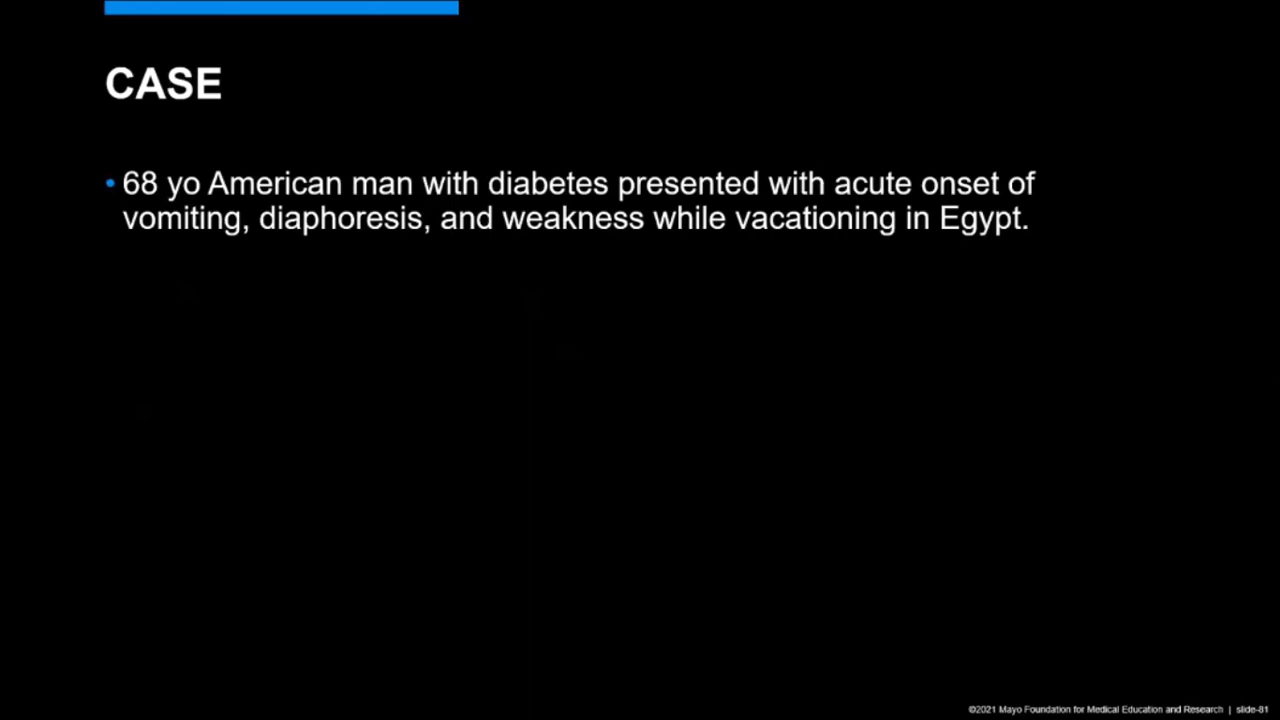 CASE
• 68 yo American man with diabetes presented with acute onset of
vomiting, diaphoresis, and weakness while vacationing in Egypt.
©2021 Mayo Foundation for Medical Education and Research | slide-81